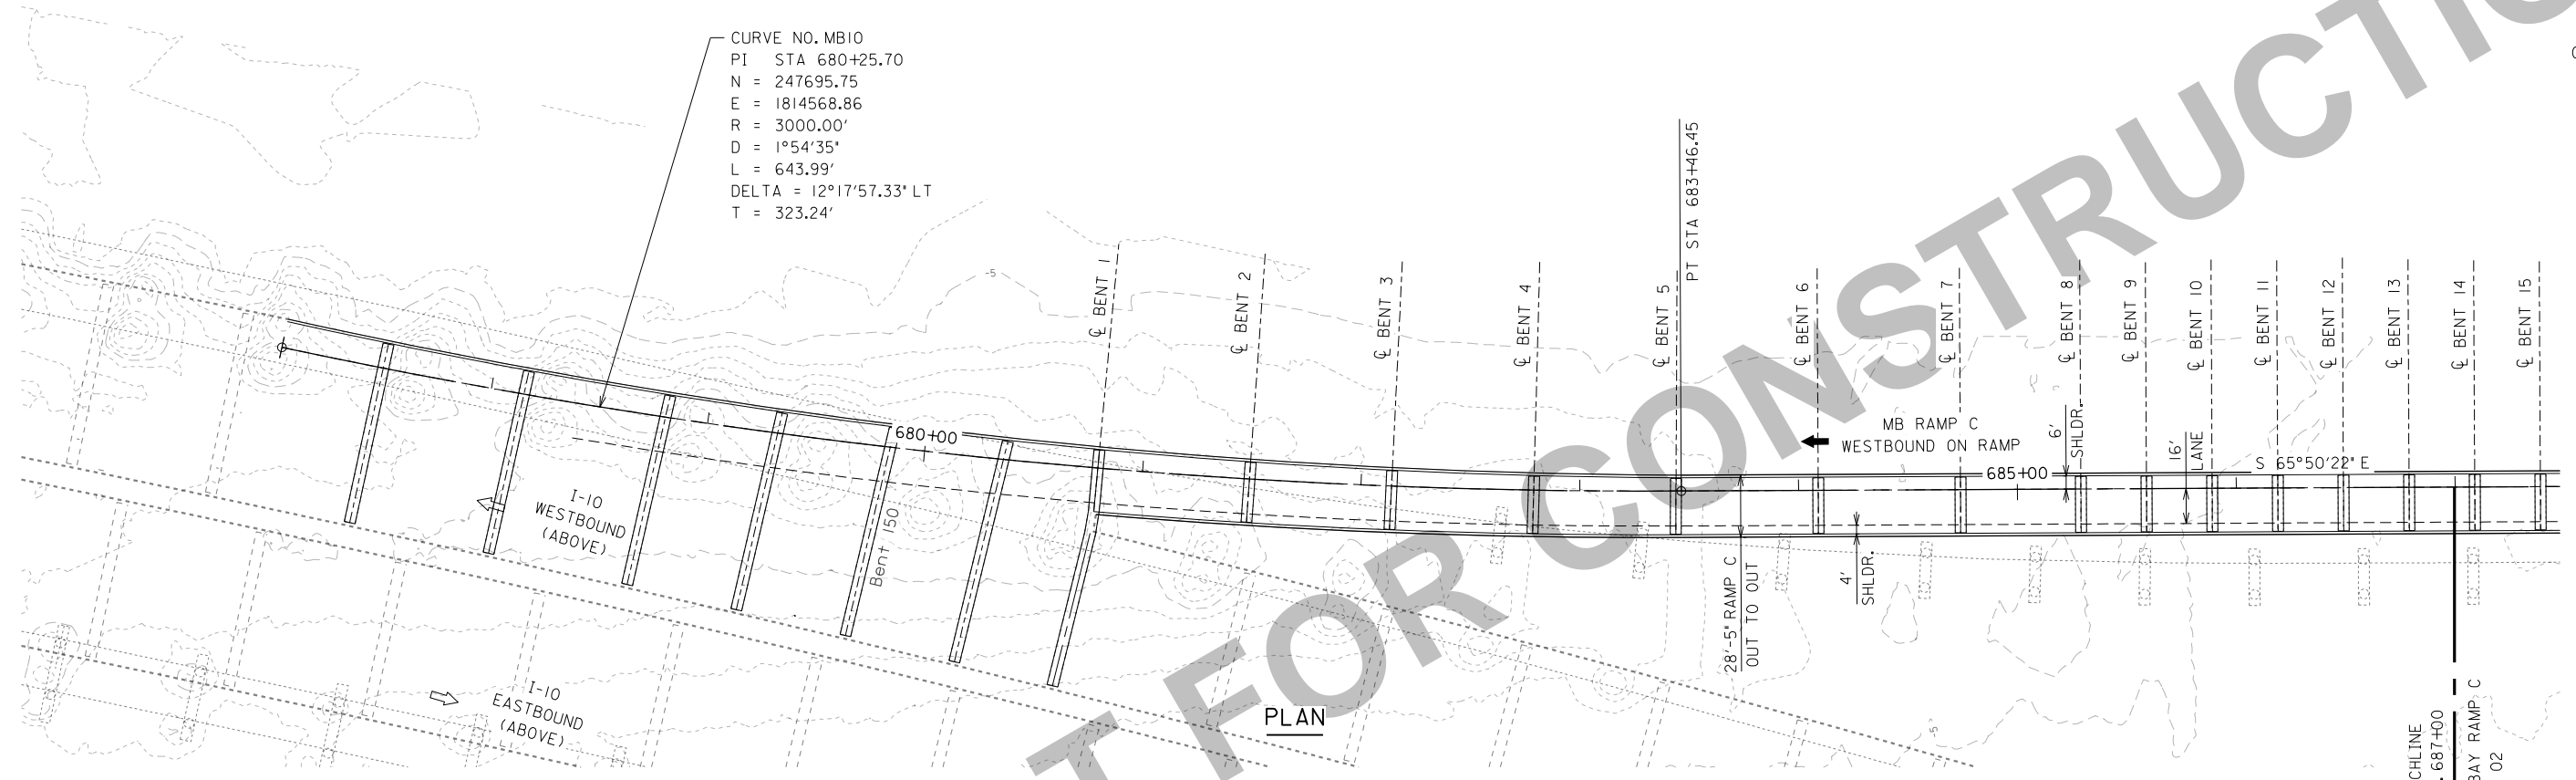 CURVE NO. MB10
PI STA 680+25.70
N = 247695.75
E = 1814568.86
R = 3000.00'
D = 1°54'35"
L = 643.99'
DELTA = 12°17'57.33" LT
T = 323.24'
-5
℄ BENT 1
℄ BENT 2
℄ BENT 3
℄ BENT 4
℄ BENT 5
PT STA 683+46.45
℄ BENT 6
℄ BENT 7
℄ BENT 8
℄ BENT 9
℄ BENT 10
℄ BENT 11
℄ BENT 12
℄ BENT 13
℄ BENT 14
℄ BENT 15
680+00
MB RAMP C
WESTBOUND ON RAMP
6'
SHLDR.
16'
LANE
685+00
S 65°50'22" E
I-10
WESTBOUND
(ABOVE)
Bent 150
28'-5" RAMP C
OUT TO OUT
4'
SHLDR.
I-10
EASTBOUND
(ABOVE)
PLAN
-5
CHLINE
. 687+00
BAY RAMP C
02
T FOR CONSTRUCTIO